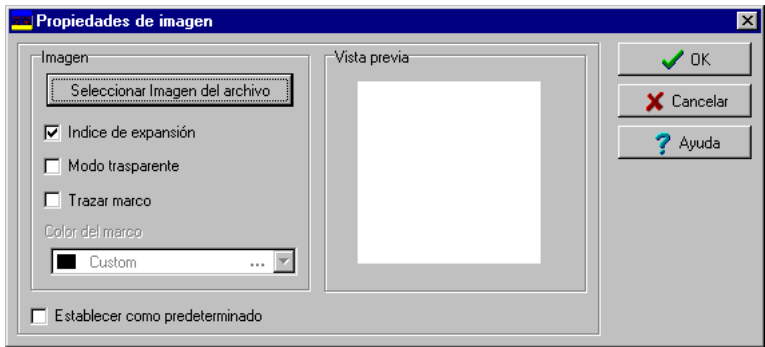 Propiedades de imagen
Imagen
Seleccionar Imagen del archivo
Indice de expansión
Modo trasparente
Trazar marco
Color del marco
Custom ...
Establecer como predeterminado
Vista previa
OK
Cancelar
Ayuda